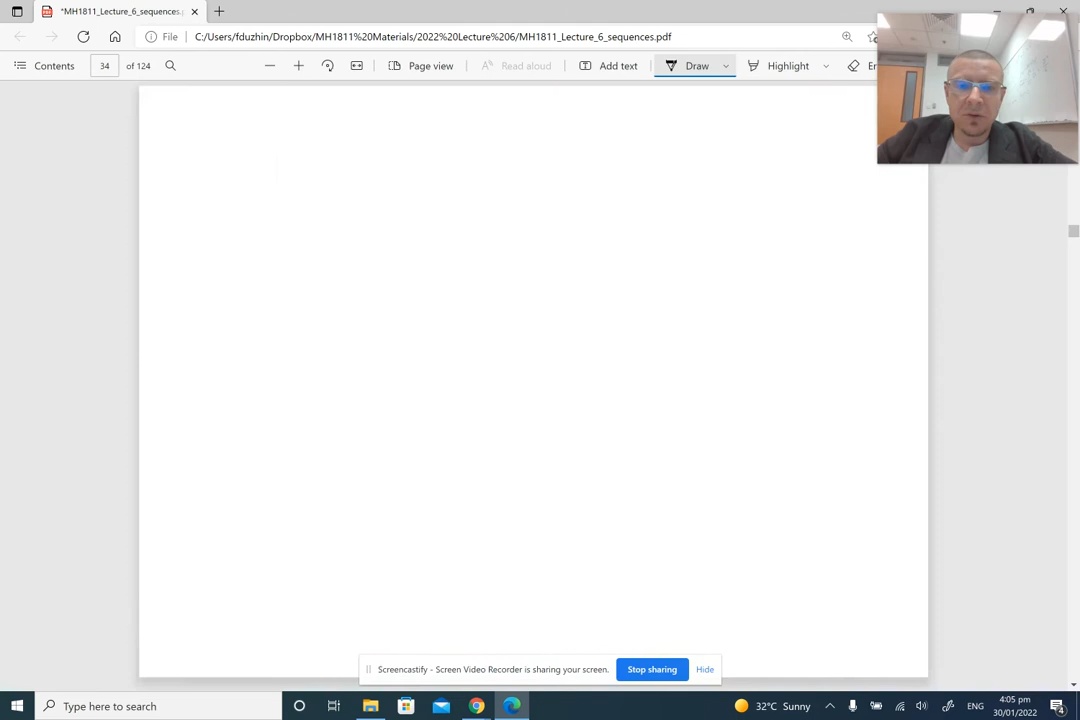 *MH1811_Lecture_6_sequences.
File C:/Users/fduzhin/Dropbox/MH1811%20Materials/2022%20Lecture%206/MH1811_Lecture_6_sequences.pdf
Contents 34 of 124 Page view Read aloud Add text Draw Highlight Er
Screencastify - Screen Video Recorder is sharing your screen. Stop sharing Hide
Type here to search 32°C Sunny ENG 4:05 pm
30/01/2022 4